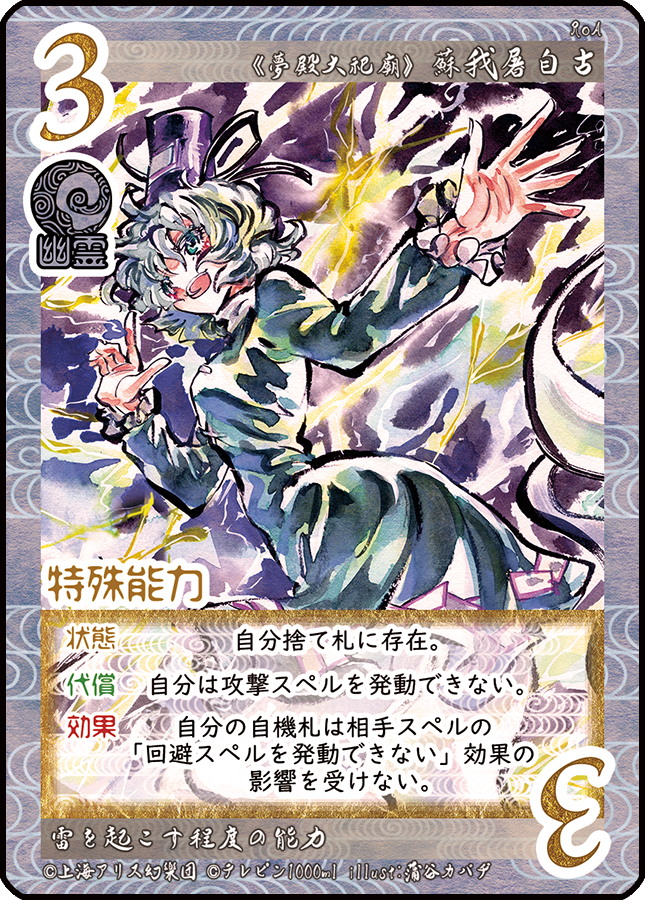 RoA
3
《夢殿大祀廟》 蘇我屠自古
幽霊
特殊能力
状態 自分捨て札に存在。
代償 自分は攻撃スペルを発動できない。
効果 自分の自機札は相手スペルの
「回避スペルを発動できない」効果の
影響を受けない。
3
雷を起こす程度の能力
©上海アリス幻樂団 ©テレピン1000ml illust:蒲谷カバヂ